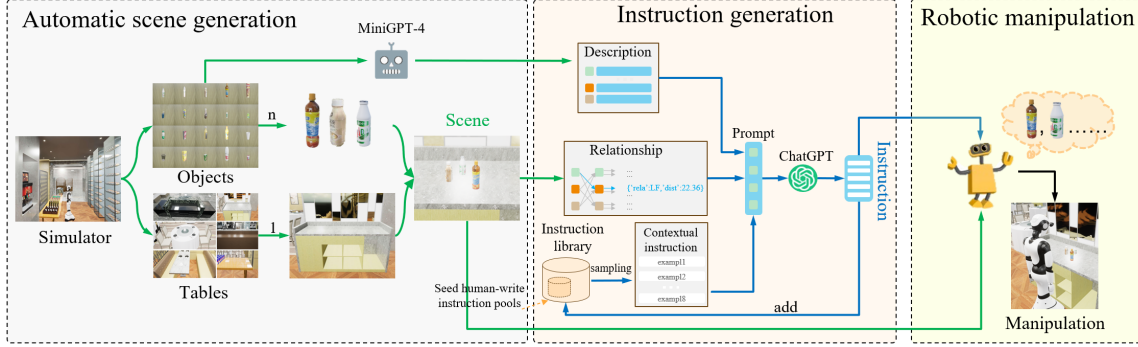 Automatic scene generation
Instruction generation
Robotic manipulation
MiniGPT-4
Description
n
Scene
Objects
Simulator
1
Tables
Relationship
{'rela':LF,'dist':22.36}
Prompt
ChatGPT
Instruction
Instruction
library
sampling
Contextual
instruction
exampl1
exampl2
exampl8
Seed human-write
instruction pools
add
, ......
Manipulation